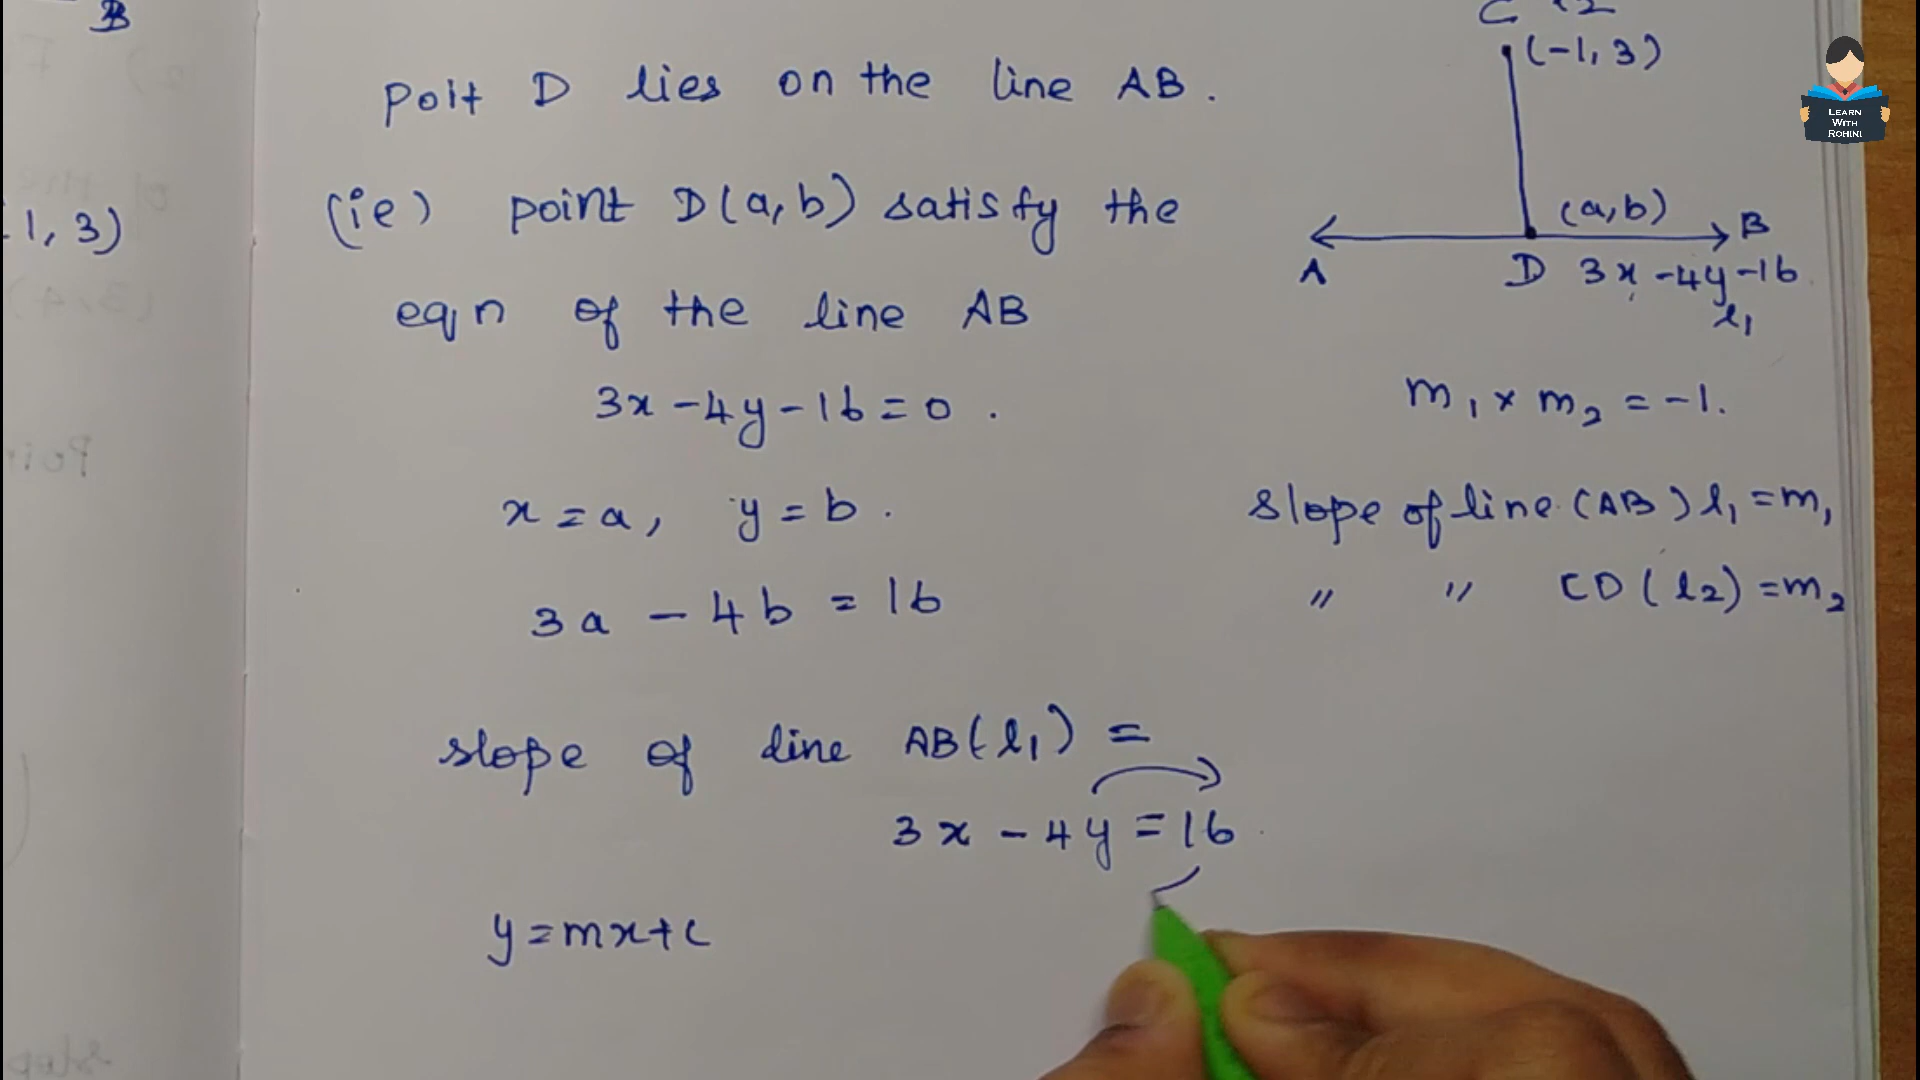 B
-1, 3)
Poit D lies on the line AB.
(ie) point D(a,b) satisfy the
eqn of the line AB
3x-4y-16=0.
x=a, y=b.
3a - 4b = 16
slope of line AB(l1) =
3x - 4y = 16
y=mx+c
(-1, 3)
(a,b) B
A D 3x-4y-16
l1
m1 x m2 = -1.
slope of line (AB) l1 = m1
" " CD (l2) = m2
LEARN
WITH
ROHINI